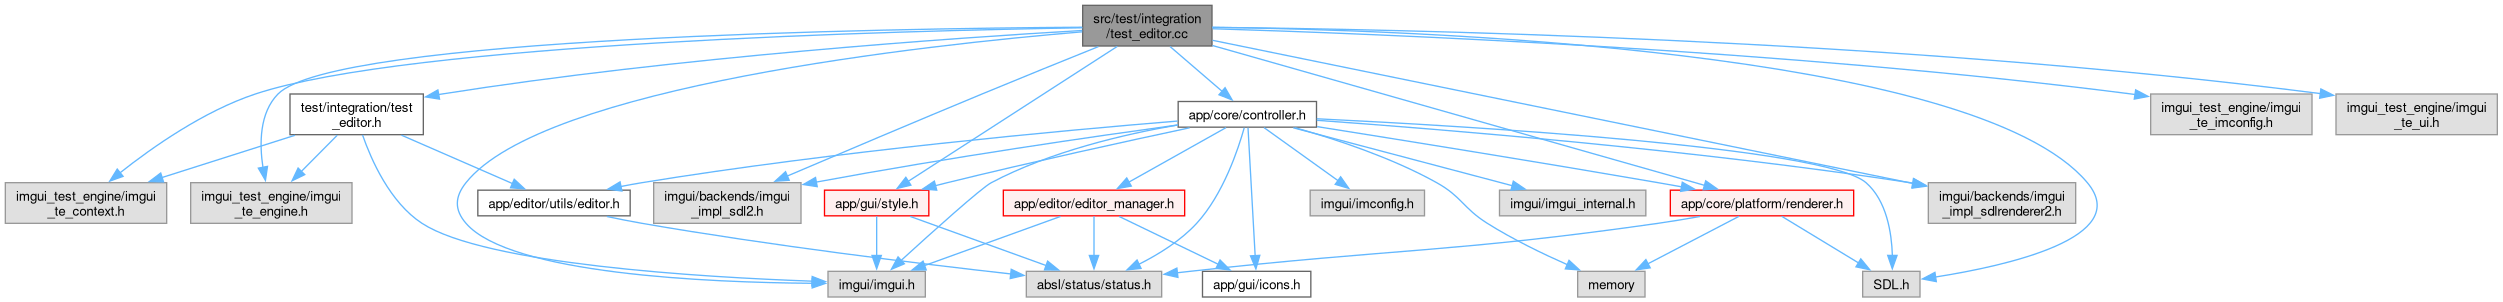 src/test/integration
/test_editor.cc
test/integration/test
_editor.h
app/core/controller.h
imgui_test_engine/imgui
_te_imconfig.h
imgui_test_engine/imgui
_te_ui.h
imgui_test_engine/imgui
_te_context.h
imgui_test_engine/imgui
_te_engine.h
app/editor/utils/editor.h
imgui/backends/imgui
_impl_sdl2.h
app/gui/style.h
app/editor/editor_manager.h
imgui/imconfig.h
imgui/imgui_internal.h
app/core/platform/renderer.h
imgui/backends/imgui
_impl_sdlrenderer2.h
imgui/imgui.h
absl/status/status.h
app/gui/icons.h
memory
SDL.h